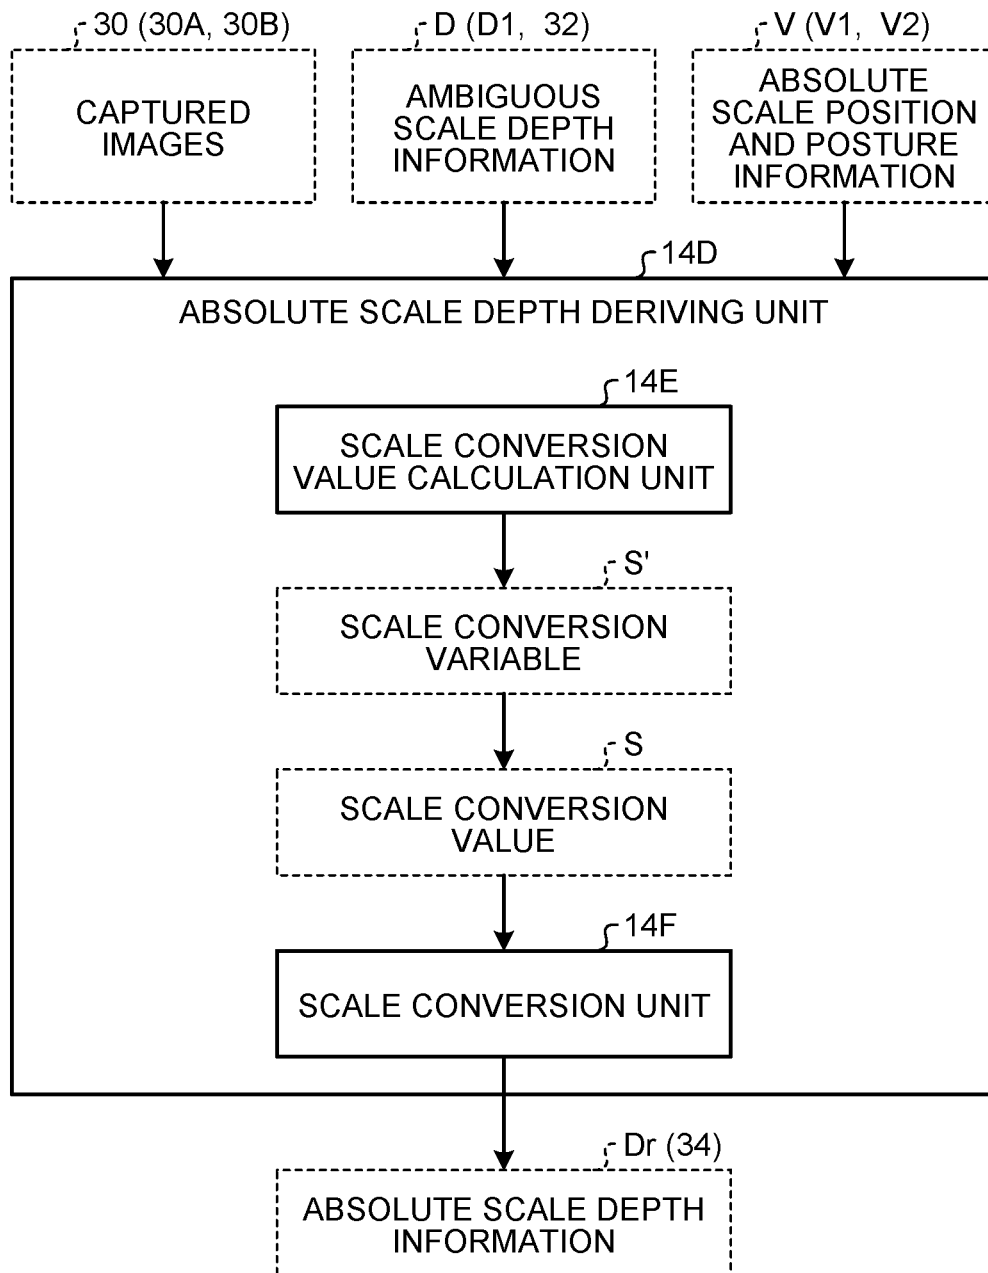 30 (30A, 30B)
CAPTURED
IMAGES
D (D1, 32)
AMBIGUOUS
SCALE DEPTH
INFORMATION
V (V1, V2)
ABSOLUTE
SCALE POSITION
AND POSTURE
INFORMATION
14D
ABSOLUTE SCALE DEPTH DERIVING UNIT
14E
SCALE CONVERSION
VALUE CALCULATION UNIT
S'
SCALE CONVERSION
VARIABLE
S
SCALE CONVERSION
VALUE
14F
SCALE CONVERSION UNIT
Dr (34)
ABSOLUTE SCALE DEPTH
INFORMATION